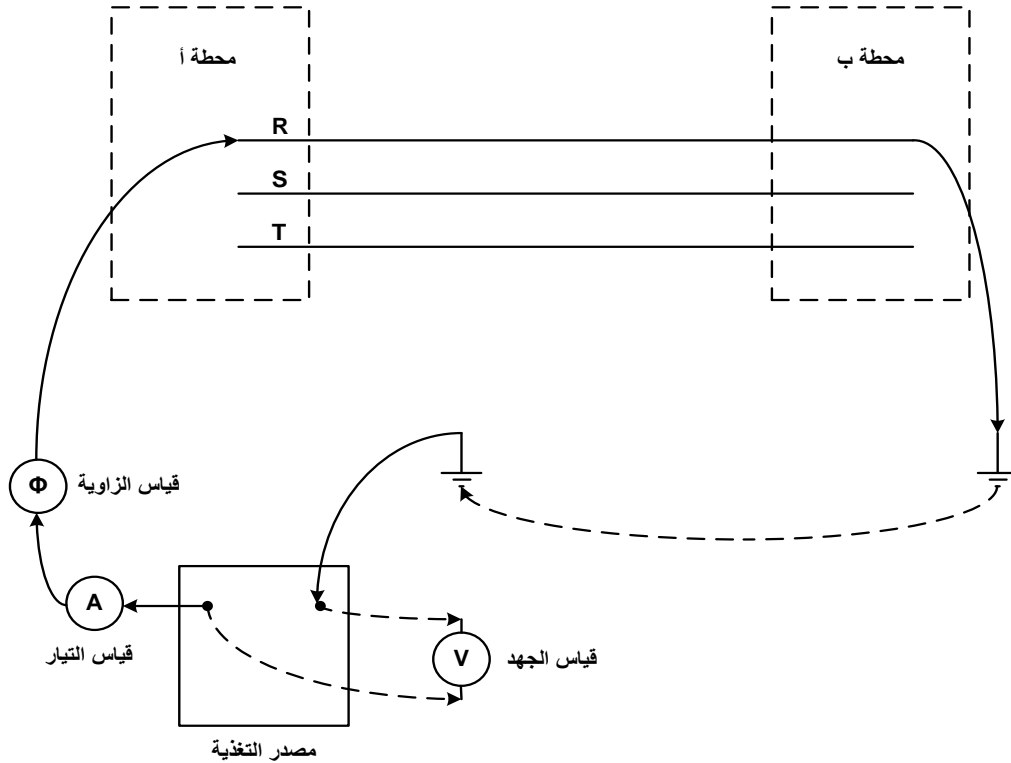 محطة أ
محطة ب
R
S
T
Φ
قياس الزاوية
A
قياس التيار
V
قياس الجهد
مصدر التغذية